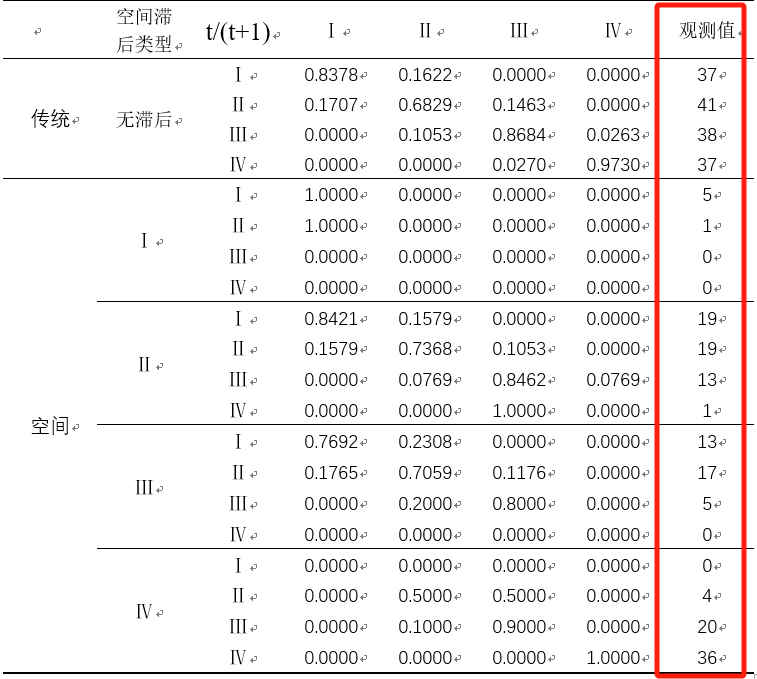 空间滞后类型 t/(t+1) Ⅰ Ⅱ Ⅲ Ⅳ 观测值
传统 无滞后 Ⅰ 0.8378 0.1622 0.0000 0.0000 37
Ⅱ 0.1707 0.6829 0.1463 0.0000 41
Ⅲ 0.0000 0.1053 0.8684 0.0263 38
Ⅳ 0.0000 0.0000 0.0270 0.9730 37
空间 Ⅰ Ⅰ 1.0000 0.0000 0.0000 0.0000 5
Ⅱ 1.0000 0.0000 0.0000 0.0000 1
Ⅲ 0.0000 0.0000 0.0000 0.0000 0
Ⅳ 0.0000 0.0000 0.0000 0.0000 0
Ⅱ Ⅰ 0.8421 0.1579 0.0000 0.0000 19
Ⅱ 0.1579 0.7368 0.1053 0.0000 19
Ⅲ 0.0000 0.0769 0.8462 0.0769 13
Ⅳ 0.0000 0.0000 1.0000 0.0000 1
Ⅲ Ⅰ 0.7692 0.2308 0.0000 0.0000 13
Ⅱ 0.1765 0.7059 0.1176 0.0000 17
Ⅲ 0.0000 0.2000 0.8000 0.0000 5
Ⅳ 0.0000 0.0000 0.0000 0.0000 0
Ⅳ Ⅰ 0.0000 0.0000 0.0000 0.0000 0
Ⅱ 0.0000 0.5000 0.5000 0.0000 4
Ⅲ 0.0000 0.1000 0.9000 0.0000 20
Ⅳ 0.0000 0.0000 0.0000 1.0000 36